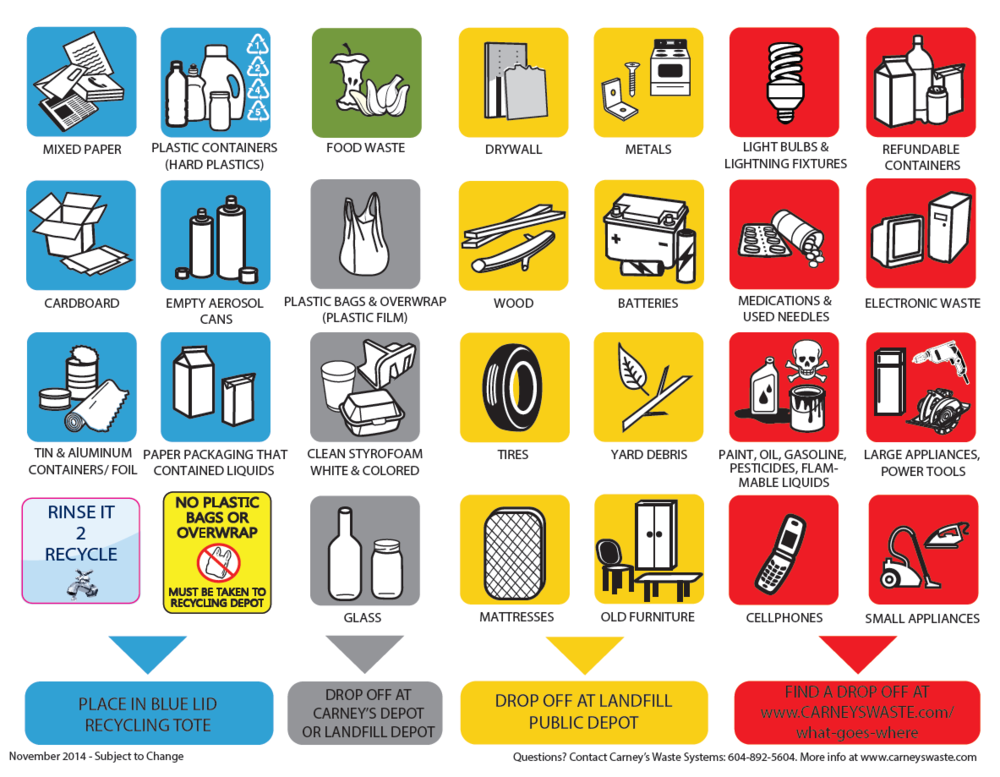 1
2
4
5
MIXED PAPER
PLASTIC CONTAINERS
(HARD PLASTICS)
FOOD WASTE
DRYWALL
METALS
LIGHT BULBS &
LIGHTNING FIXTURES
REFUNDABLE
CONTAINERS
+
-
CARDBOARD
EMPTY AEROSOL
CANS
PLASTIC BAGS & OVERWRAP
(PLASTIC FILM)
WOOD
BATTERIES
MEDICATIONS &
USED NEEDLES
ELECTRONIC WASTE
TIN & AlUMINUM
CONTAINERS/ FOIL
PAPER PACKAGING THAT
CONTAINED LIQUIDS
CLEAN STYROFOAM
WHITE & COLORED
TIRES
YARD DEBRIS
PAINT, OIL, GASOLINE,
PESTICIDES, FLAM-
MABLE LIQUIDS
LARGE APPLIANCES,
POWER TOOLS
RINSE IT
2
RECYCLE
NO PLASTIC
BAGS OR
OVERWRAP
MUST BE TAKEN TO
RECYCLING DEPOT
GLASS
MATTRESSES
OLD FURNITURE
CELLPHONES
SMALL APPLIANCES
PLACE IN BLUE LID
RECYCLING TOTE
DROP OFF AT
CARNEY'S DEPOT
OR LANDFILL DEPOT
DROP OFF AT LANDFILL
PUBLIC DEPOT
FIND A DROP OFF AT
www.CARNEYSWASTE.com/
what-goes-where
November 2014 - Subject to Change
Questions? Contact Carney's Waste Systems: 604-892-5604. More info at www.carneyswaste.com